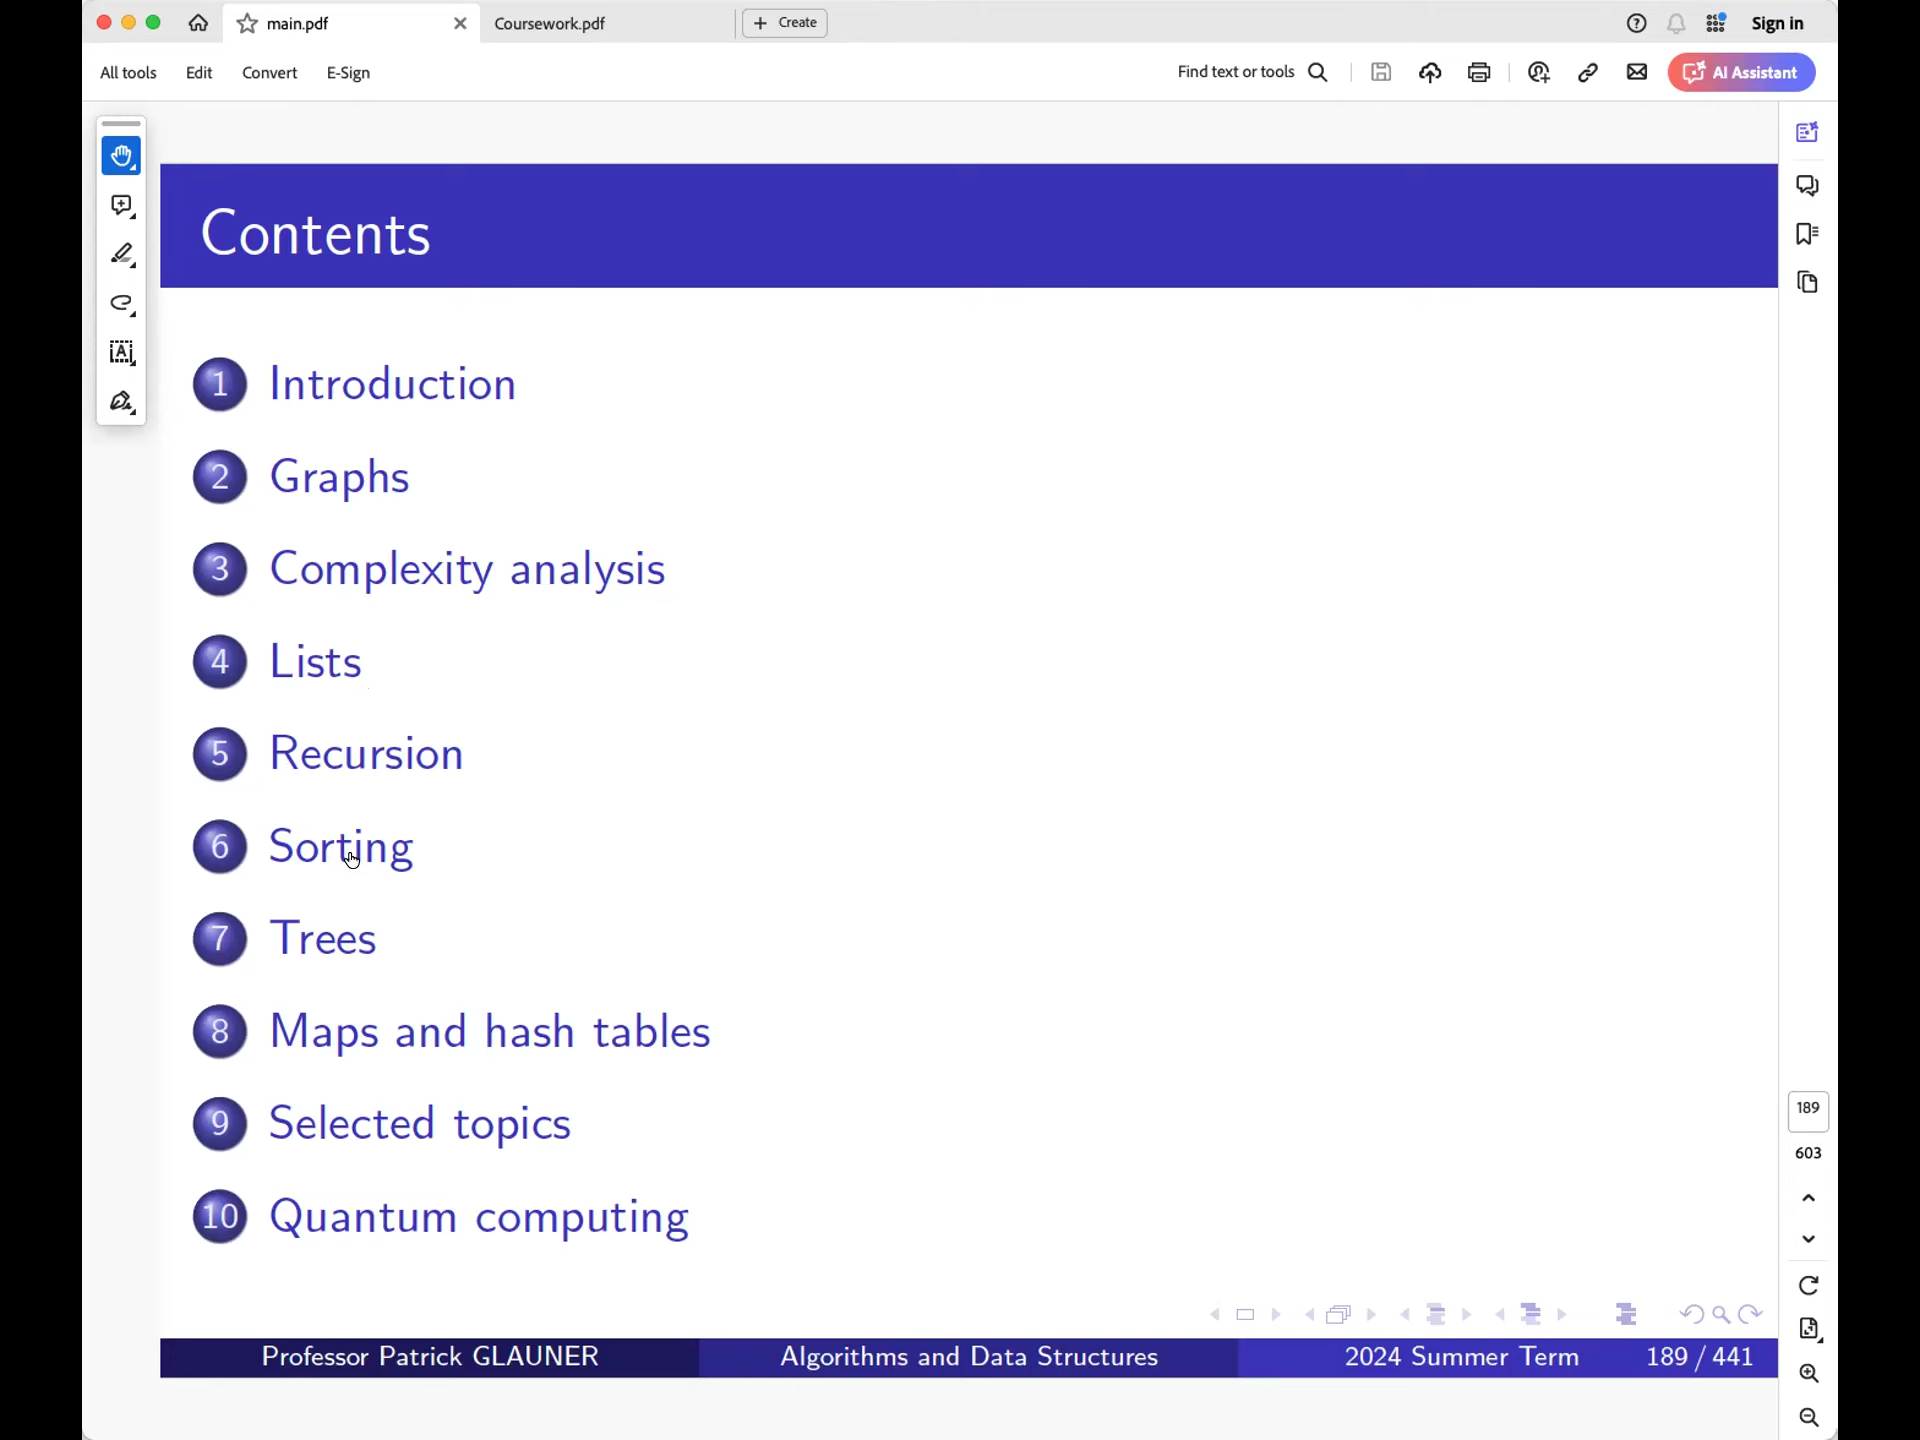 main.pdf
Coursework.pdf
Create
Sign in
All tools
Edit
Convert
E-Sign
Find text or tools
AI Assistant
Contents
1 Introduction
2 Graphs
3 Complexity analysis
4 Lists
5 Recursion
6 Sorting
7 Trees
8 Maps and hash tables
9 Selected topics
10 Quantum computing
189
603
Professor Patrick GLAUNER
Algorithms and Data Structures
2024 Summer Term
189 / 441